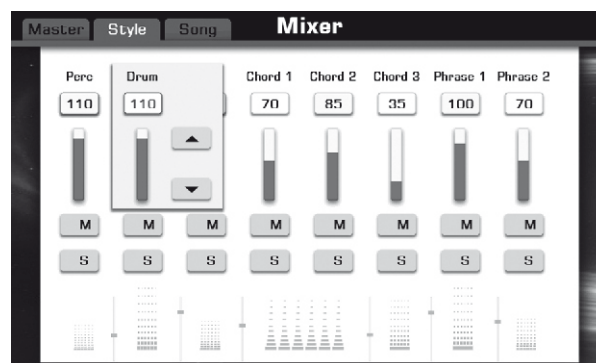 Master Style Song Mixer
Perc Drum Chord 1 Chord 2 Chord 3 Phrase 1 Phrase 2
110 110 70 85 35 100 70
M M M M M M M M
S S S S S S S S